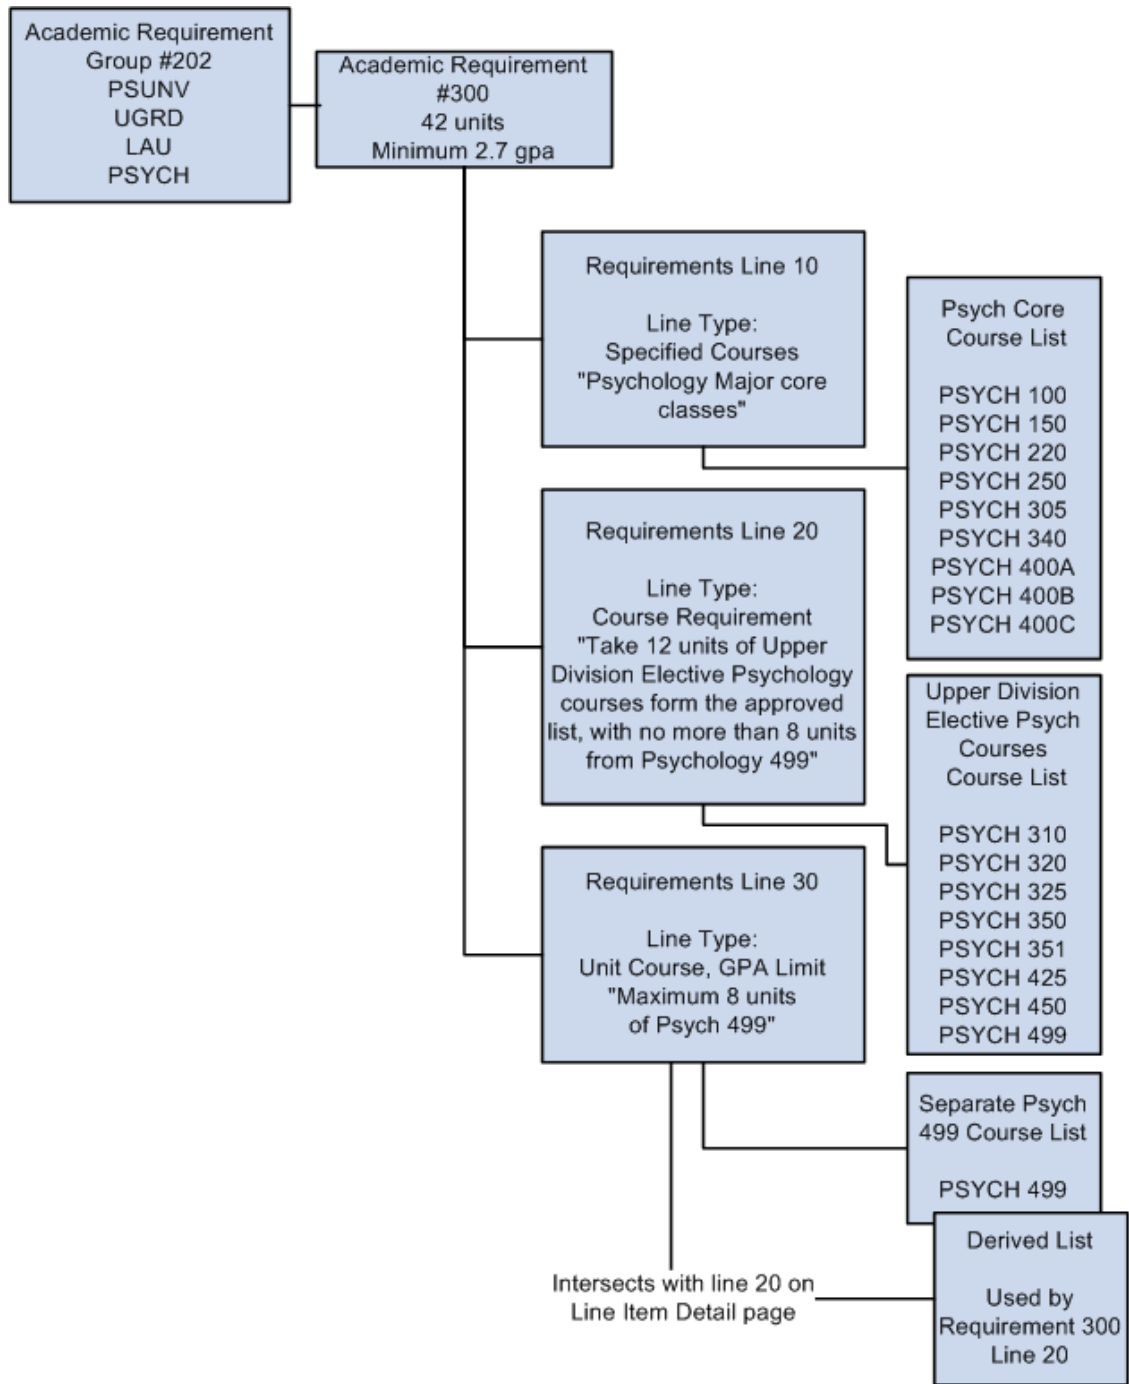 Academic Requirement
Group #202
PSUNV
UGRD
LAU
PSYCH
Academic Requirement
#300
42 units
Minimum 2.7 gpa
Requirements Line 10
Line Type:
Specified Courses
"Psychology Major core
classes"
Psych Core
Course List
PSYCH 100
PSYCH 150
PSYCH 220
PSYCH 250
PSYCH 305
PSYCH 340
PSYCH 400A
PSYCH 400B
PSYCH 400C
Requirements Line 20
Line Type:
Course Requirement
"Take 12 units of Upper
Division Elective Psychology
courses form the approved
list, with no more than 8 units
from Psychology 499"
Upper Division
Elective Psych
Courses
Course List
PSYCH 310
PSYCH 320
PSYCH 325
PSYCH 350
PSYCH 351
PSYCH 425
PSYCH 450
PSYCH 499
Requirements Line 30
Line Type:
Unit Course, GPA Limit
"Maximum 8 units
of Psych 499"
Separate Psych
499 Course List
PSYCH 499
Intersects with line 20 on
Line Item Detail page
Derived List
Used by
Requirement 300
Line 20